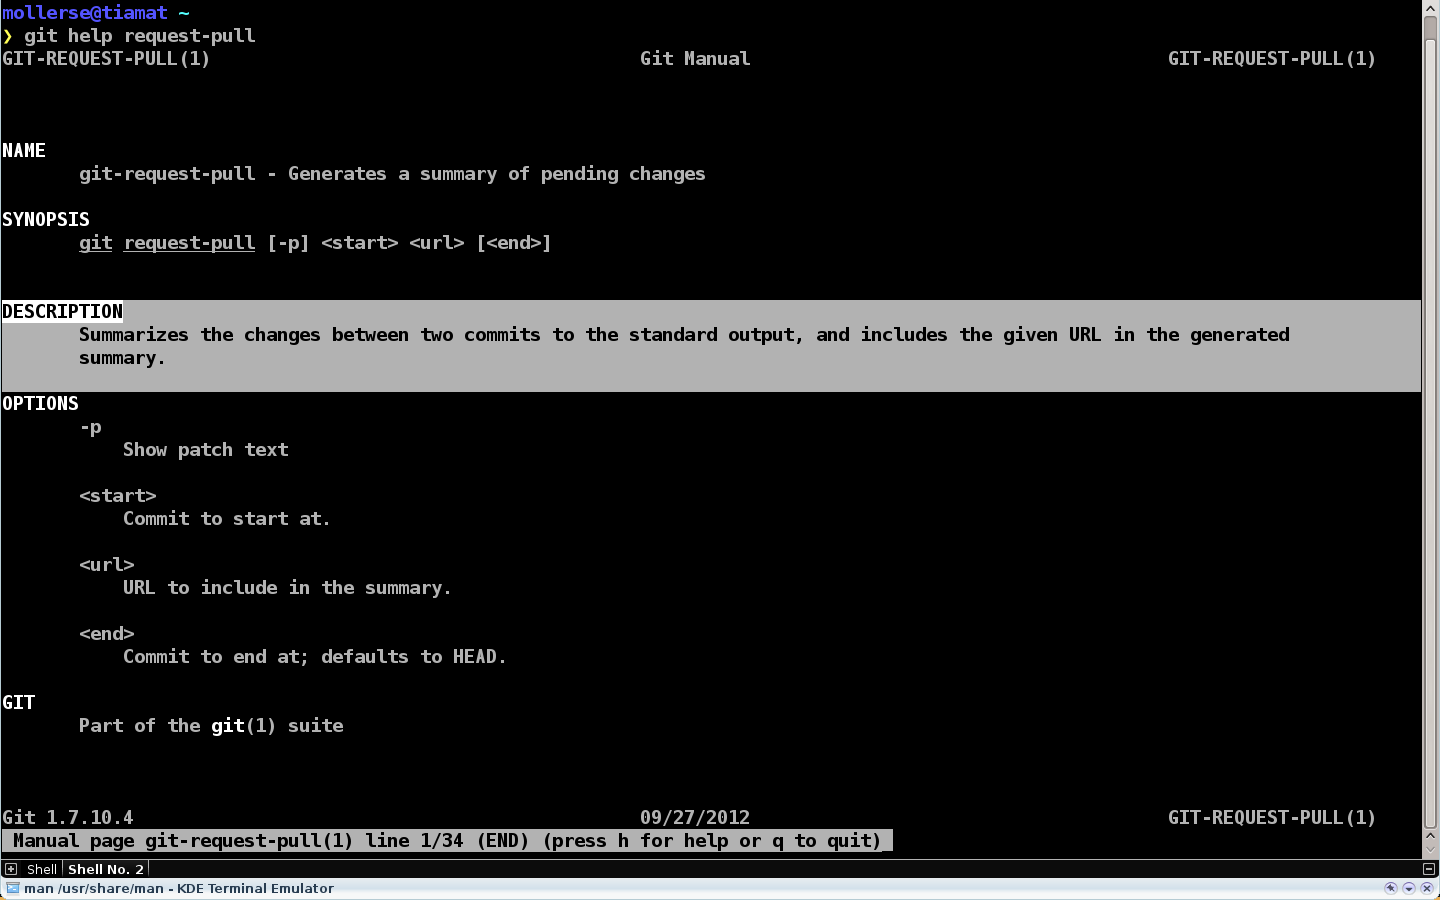 mollerse@tiamat ~
❯ git help request-pull
GIT-REQUEST-PULL(1) Git Manual GIT-REQUEST-PULL(1)
NAME
git-request-pull - Generates a summary of pending changes
SYNOPSIS
git request-pull [-p] <start> <url> [<end>]
DESCRIPTION
Summarizes the changes between two commits to the standard output, and includes the given URL in the generated
summary.
OPTIONS
-p
Show patch text
<start>
Commit to start at.
<url>
URL to include in the summary.
<end>
Commit to end at; defaults to HEAD.
GIT
Part of the git(1) suite
Git 1.7.10.4 09/27/2012 GIT-REQUEST-PULL(1)
Manual page git-request-pull(1) line 1/34 (END) (press h for help or q to quit)
Shell Shell No. 2
man /usr/share/man - KDE Terminal Emulator